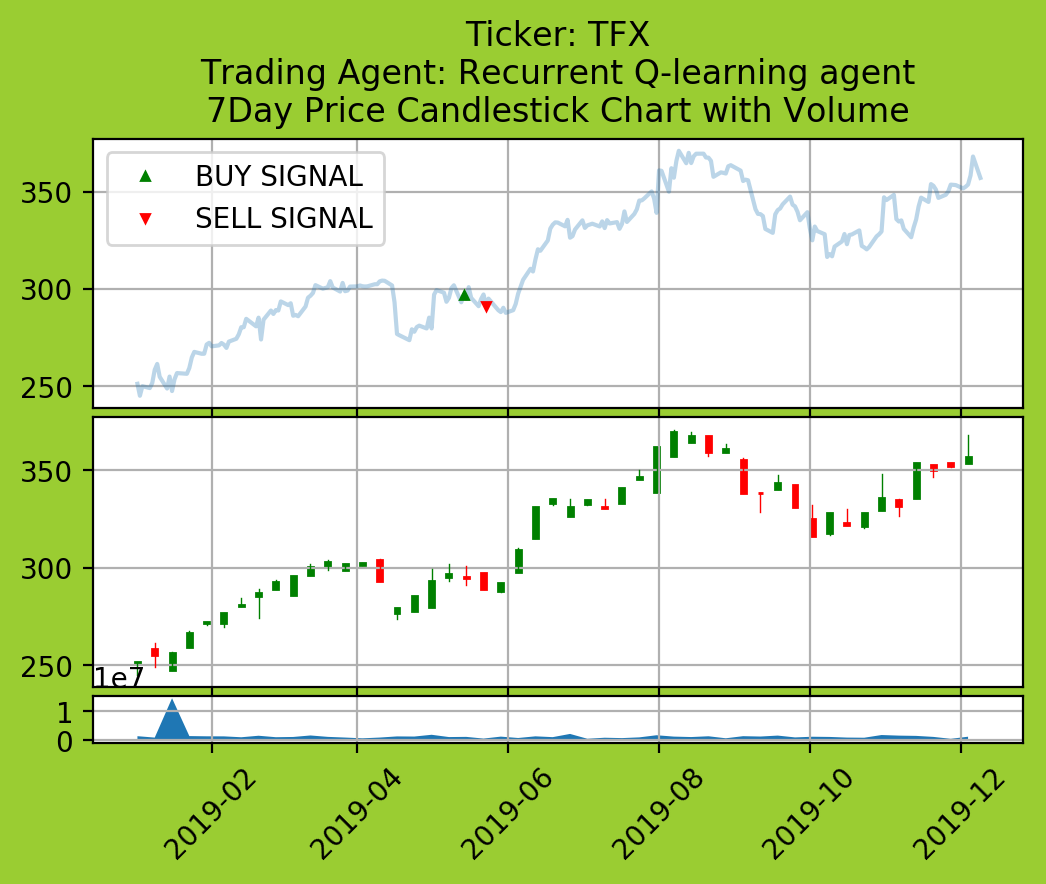 Ticker: TFX
Trading Agent: Recurrent Q-learning agent
7Day Price Candlestick Chart with Volume
BUY SIGNAL
SELL SIGNAL
350
300
250
350
300
250
1e7
1
0
2019-02
2019-04
2019-06
2019-08
2019-10
2019-12